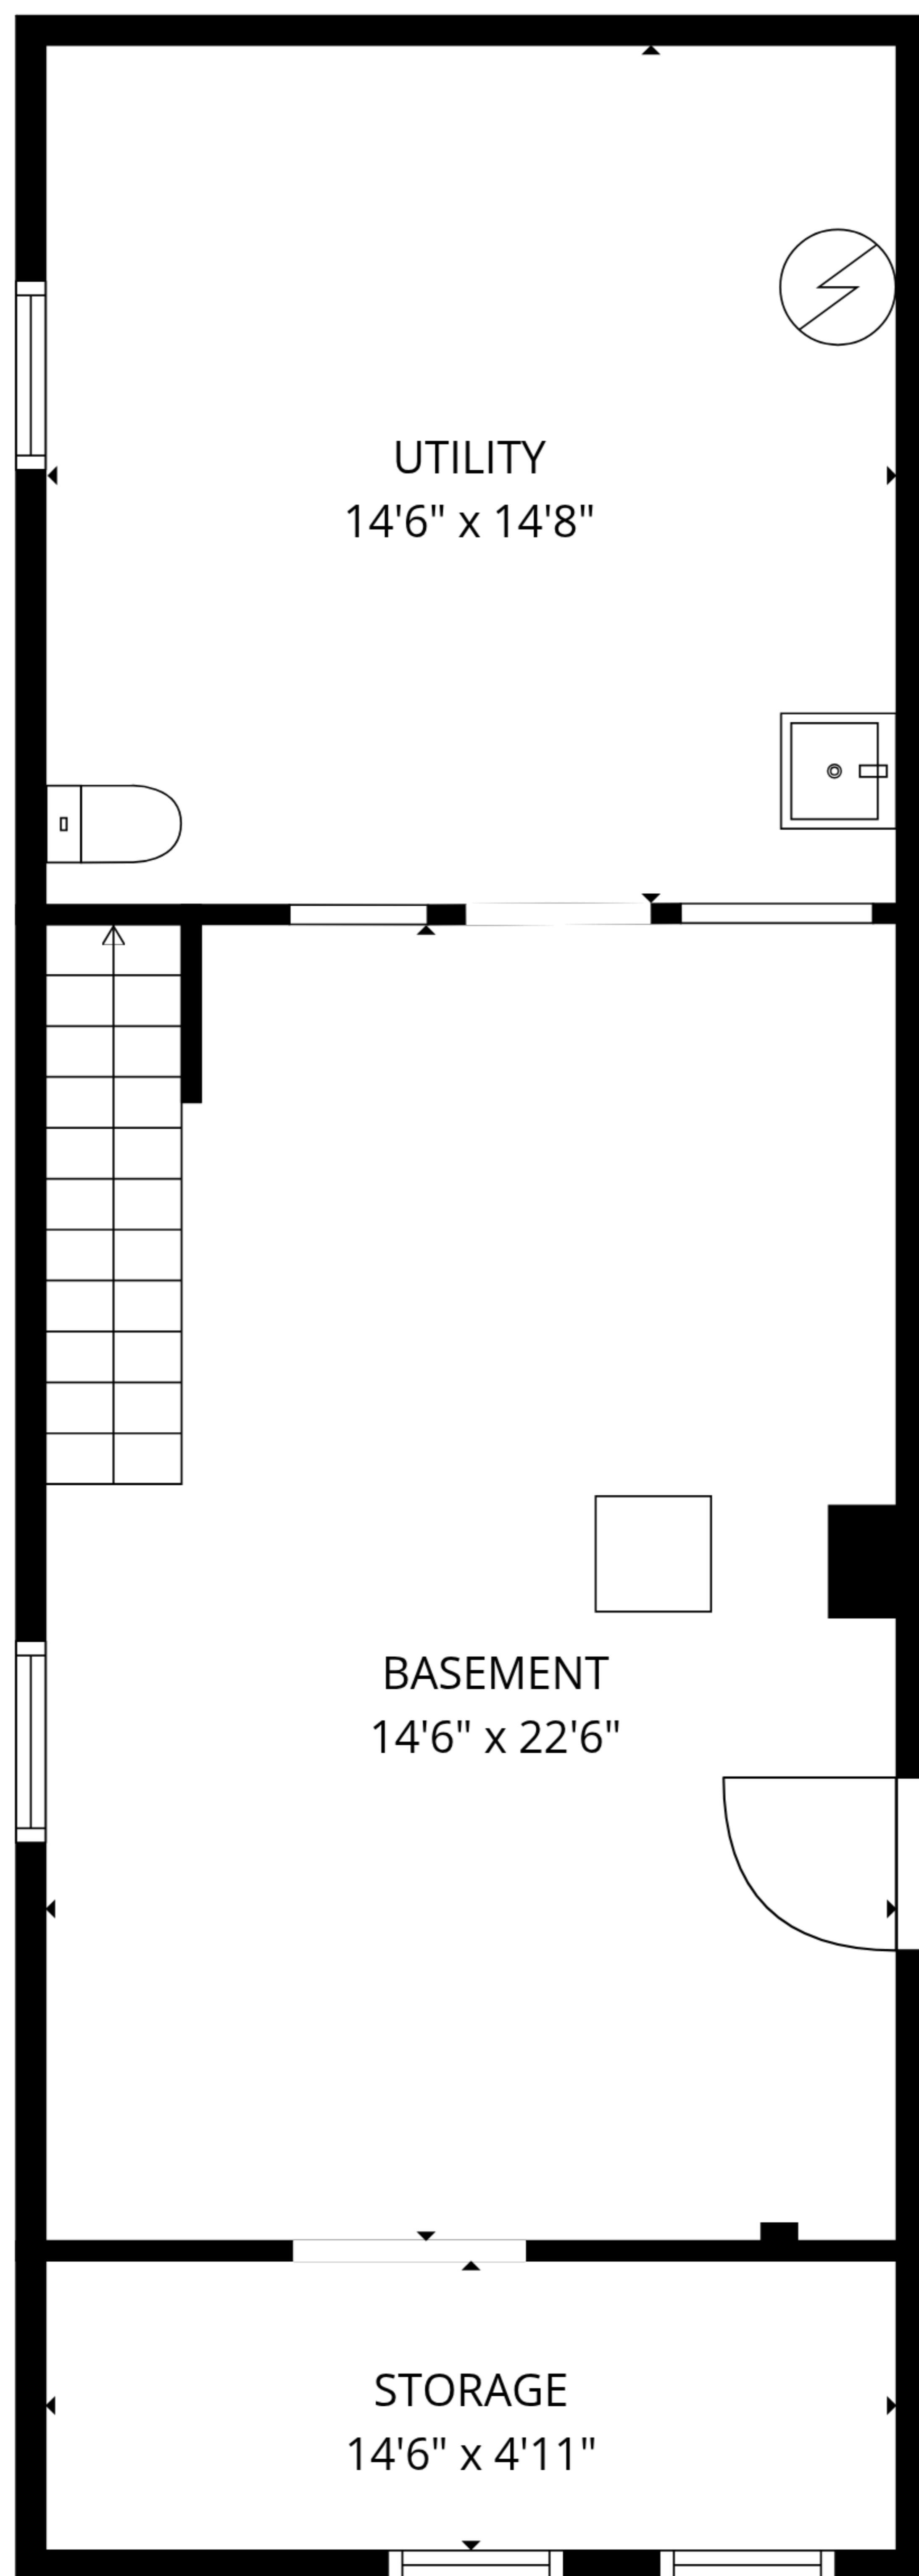 UTILITY
14'6" x 14'8"
BASEMENT
14'6" x 22'6"
STORAGE
14'6" x 4'11"